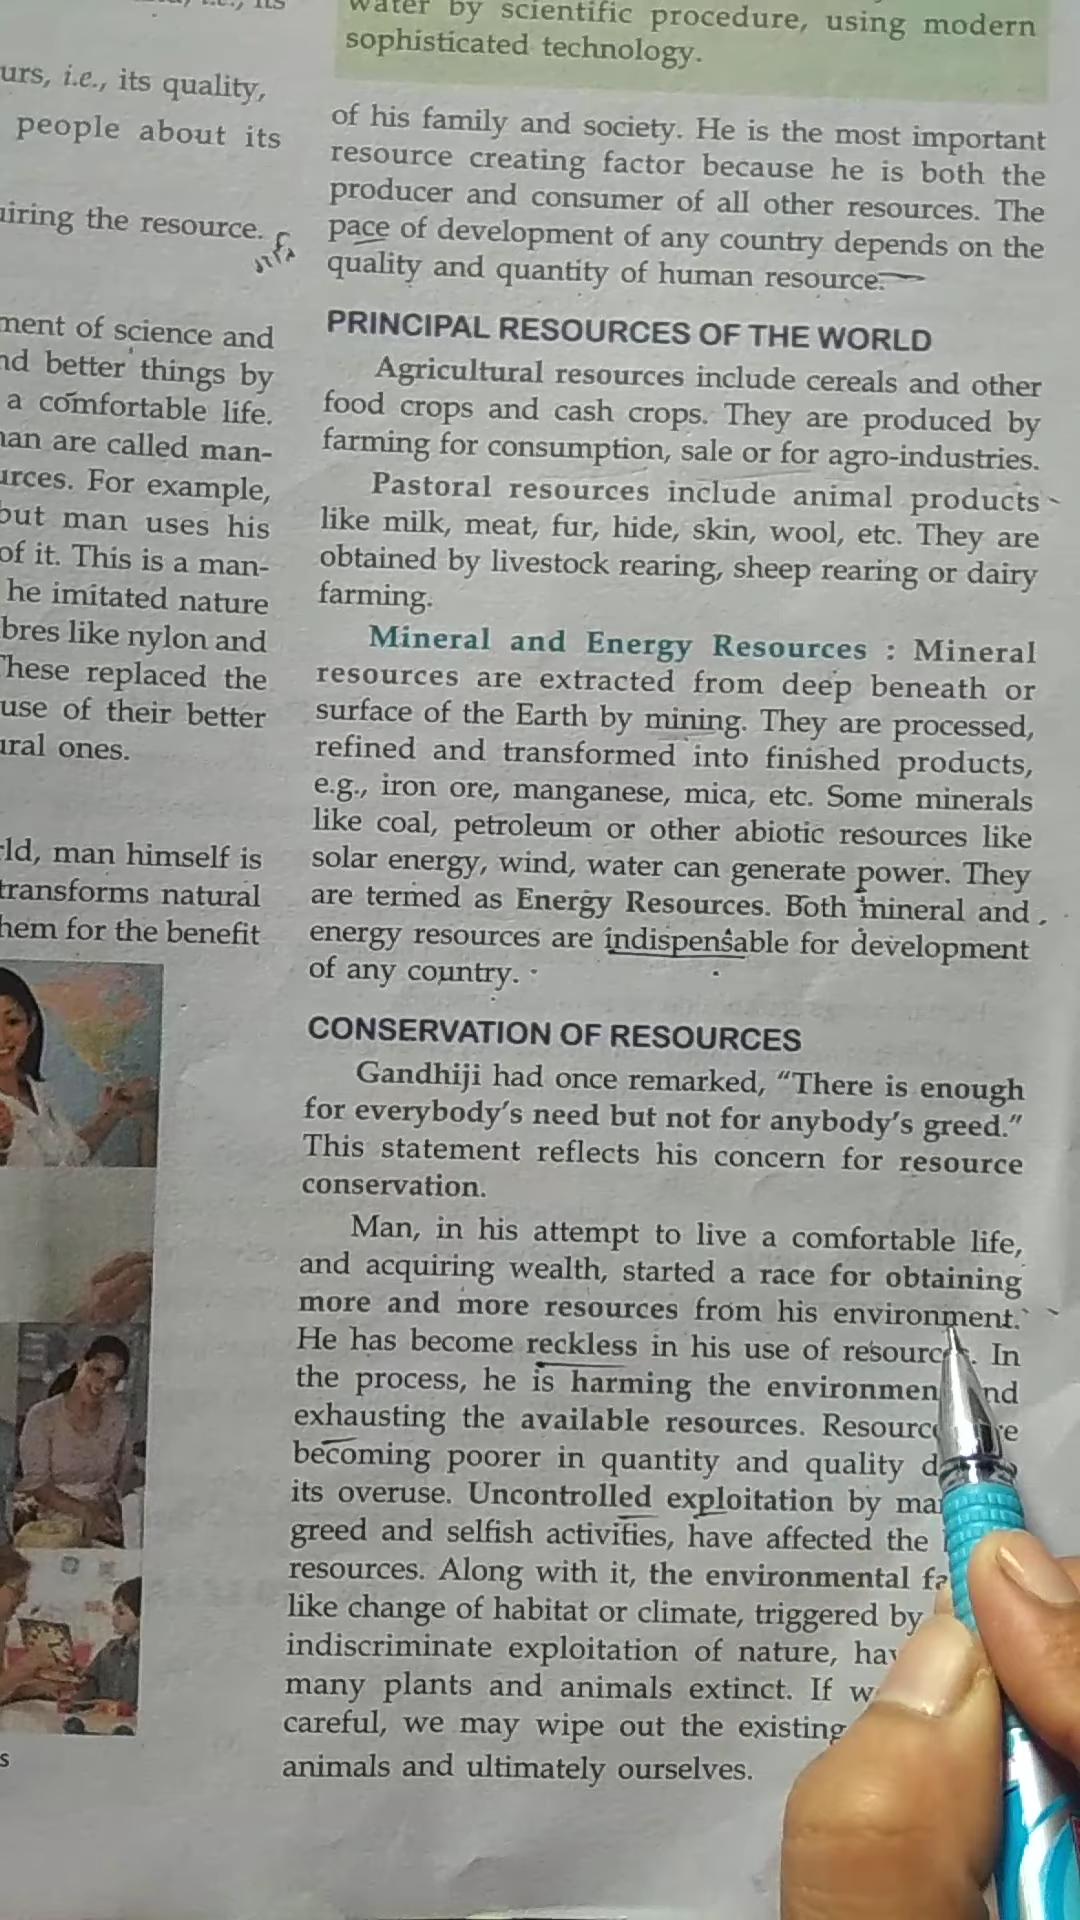 urs, i.e., its quality,
people about its
uiring the resource.
ment of science and
nd better things by
a comfortable life.
man are called man-
urces. For example,
but man uses his
of it. This is a man-
he imitated nature
bres like nylon and
These replaced the
use of their better
ural ones.
rld, man himself is
transforms natural
hem for the benefit
s
water by scientific procedure, using modern
sophisticated technology.
of his family and society. He is the most important
resource creating factor because he is both the
producer and consumer of all other resources. The
pace of development of any country depends on the
quality and quantity of human resource.
PRINCIPAL RESOURCES OF THE WORLD
Agricultural resources include cereals and other
food crops and cash crops. They are produced by
farming for consumption, sale or for agro-industries.
Pastoral resources include animal products
like milk, meat, fur, hide, skin, wool, etc. They are
obtained by livestock rearing, sheep rearing or dairy
farming.
Mineral and Energy Resources : Mineral
resources are extracted from deep beneath or
surface of the Earth by mining. They are processed,
refined and transformed into finished products,
e.g., iron ore, manganese, mica, etc. Some minerals
like coal, petroleum or other abiotic resources like
solar energy, wind, water can generate power. They
are termed as Energy Resources. Both mineral and
energy resources are indispensable for development
of any country.
CONSERVATION OF RESOURCES
Gandhiji had once remarked, “There is enough
for everybody’s need but not for anybody’s greed.”
This statement reflects his concern for resource
conservation.
Man, in his attempt to live a comfortable life,
and acquiring wealth, started a race for obtaining
more and more resources from his environment.
He has become reckless in his use of resourc. In
the process, he is harming the environmen nd
exhausting the available resources. Resourc e
becoming poorer in quantity and quality d
its overuse. Uncontrolled exploitation by ma
greed and selfish activities, have affected the
resources. Along with it, the environmental fa
like change of habitat or climate, triggered by
indiscriminate exploitation of nature, hav
many plants and animals extinct. If w
careful, we may wipe out the existing
animals and ultimately ourselves.